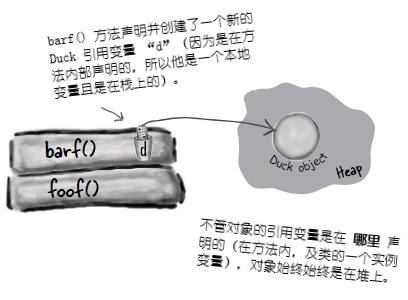 barf() 方法声明并创建了一个新的
Duck 引用变量 “d”（因为是在方
法内部声明的，所以他是一个本地
变量且是在栈上的）。
barf()
d
foof()
Duck object
Heap
不管对象的引用变量是在 哪里 声
明的（在方法内，及类的一个实例
变量），对象始终始终是在堆上。